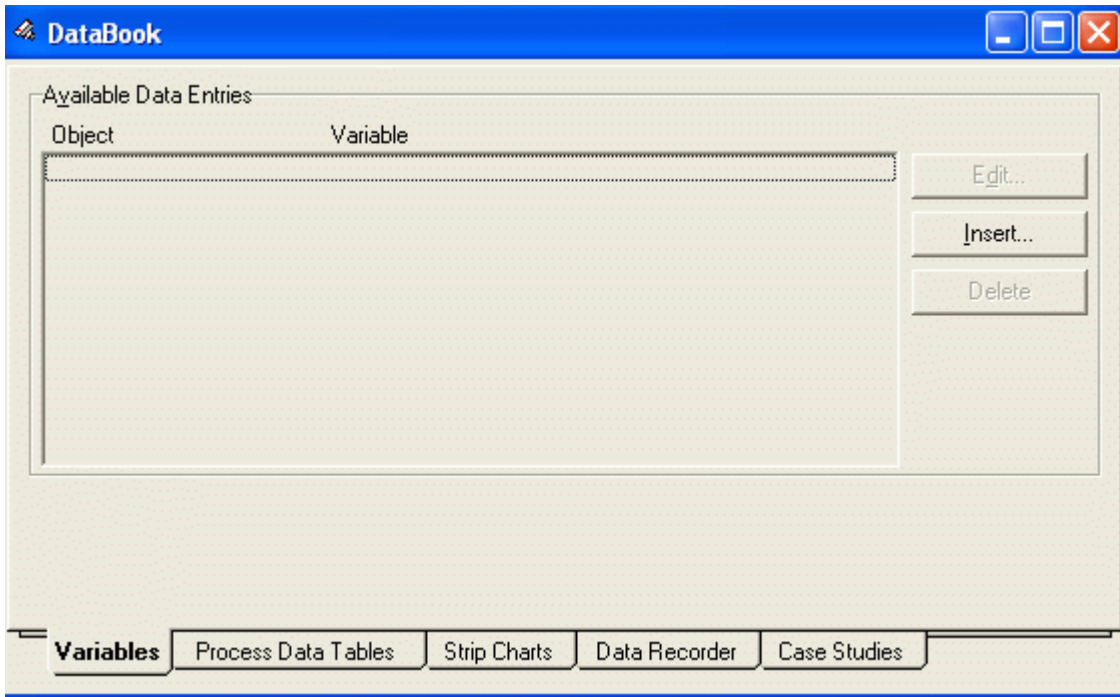 DataBook
Available Data Entries
Object Variable
Edit...
Insert...
Delete
Variables Process Data Tables Strip Charts Data Recorder Case Studies